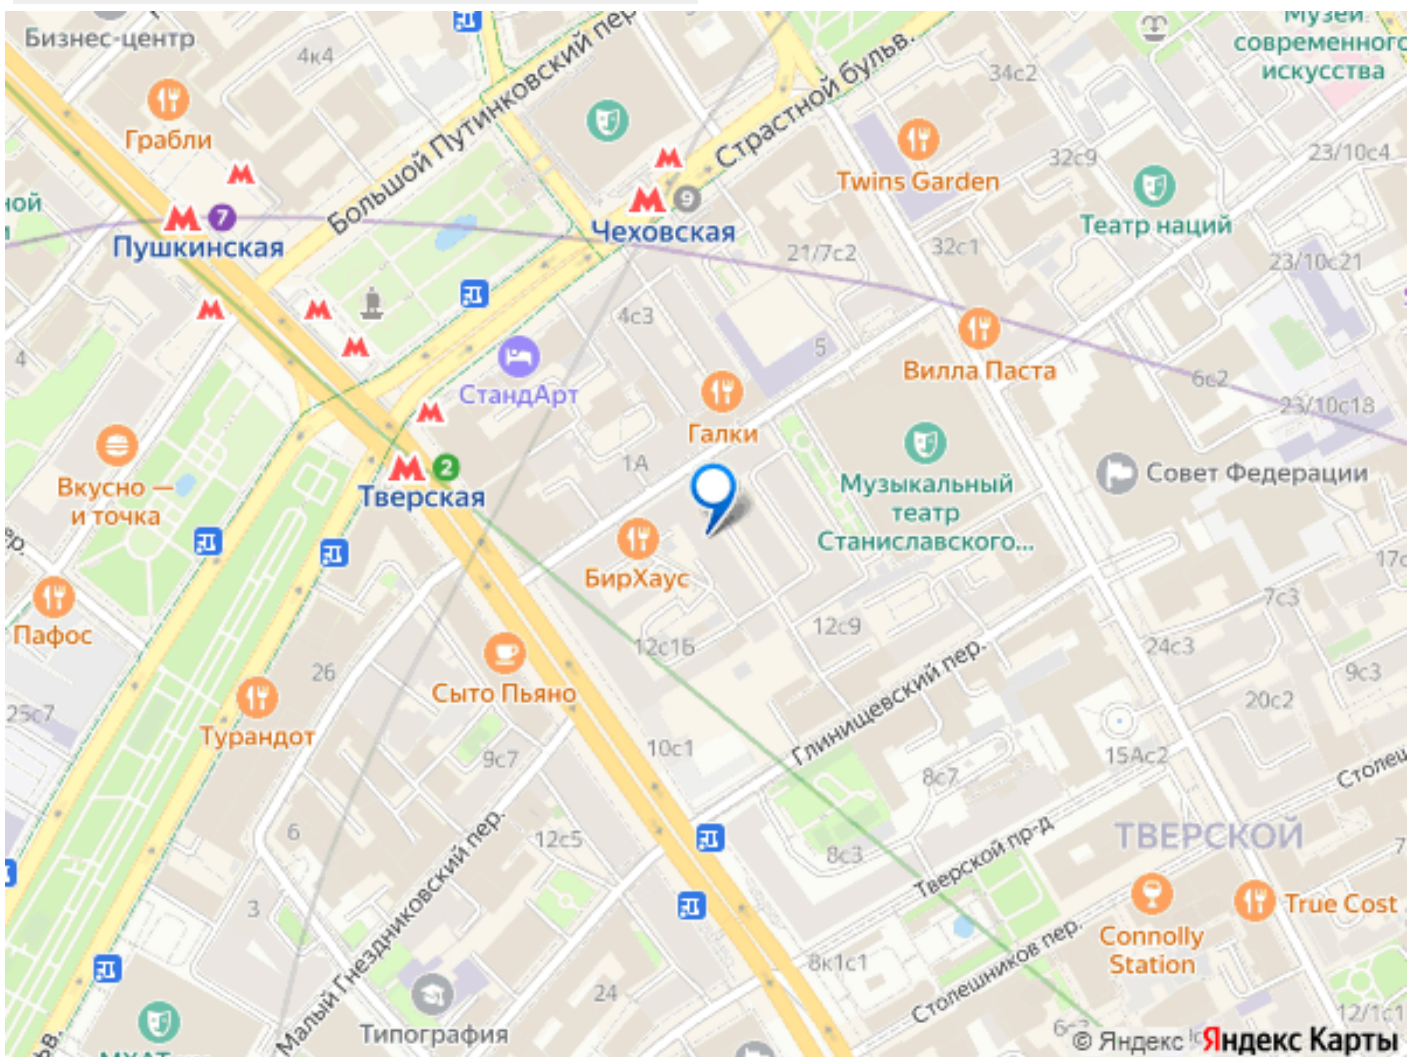 Бизнес-центр
4к4
Музей
современного
искусства
34с2
Грабли
Большой Путинковский пер.
Страстной бульв.
Twins Garden
32с9
23/10с4
Театр наций
7
Пушкинская
9
Чеховская
21/7с2
32с1
23/10с21
4с3
4
СтандАрт
5
Вилла Паста
6с2
23/10с18
Галки
1А
2
Тверская
Вкусно —
и точка
Музыкальный
театр
Станиславского...
Совет Федерации
БирХаус
Пафос
12с1Б
12с9
7с3
24с3
9с3
26
Сыто Пьяно
Глинищевский пер.
20с2
25с7
Турандот
9с7
10с1
8с7
15Ас2
6
12с5
8с3
ТВЕРСКОЙ
Тверской пр-д
3
Малый Гнездниковский пер.
True Cost
Connolly
Station
Столешников пер.
8к1с1
24
Типография
12/1с1
© Яндекс
Яндекс Карты